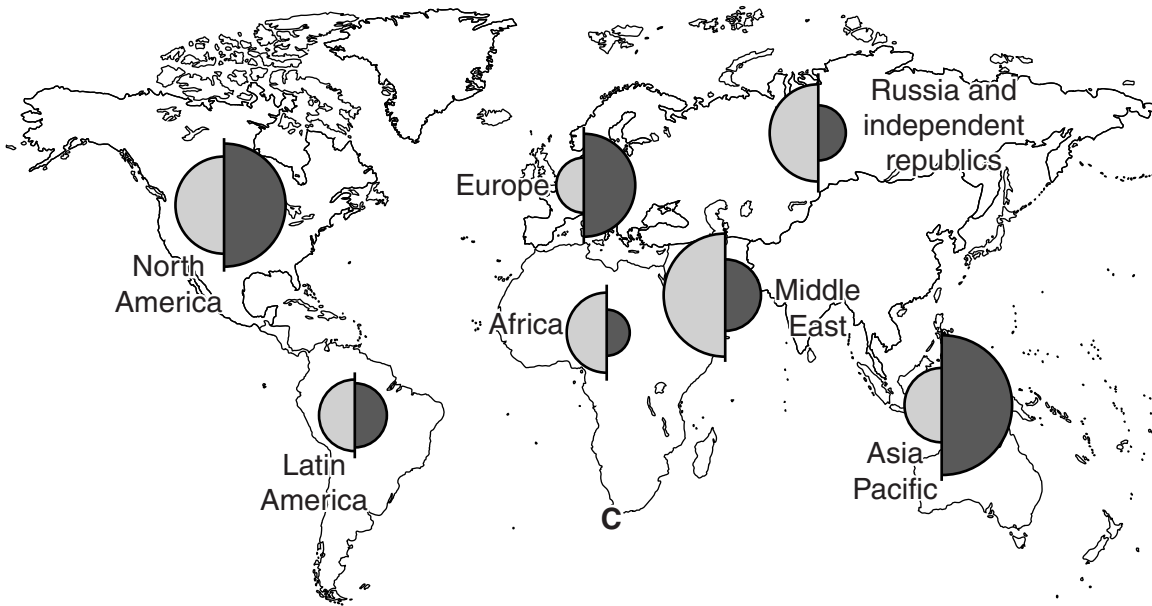 Russia and
independent
republics
Europe
North
America
Middle
East
Africa
Asia
Pacific
Latin
America
C